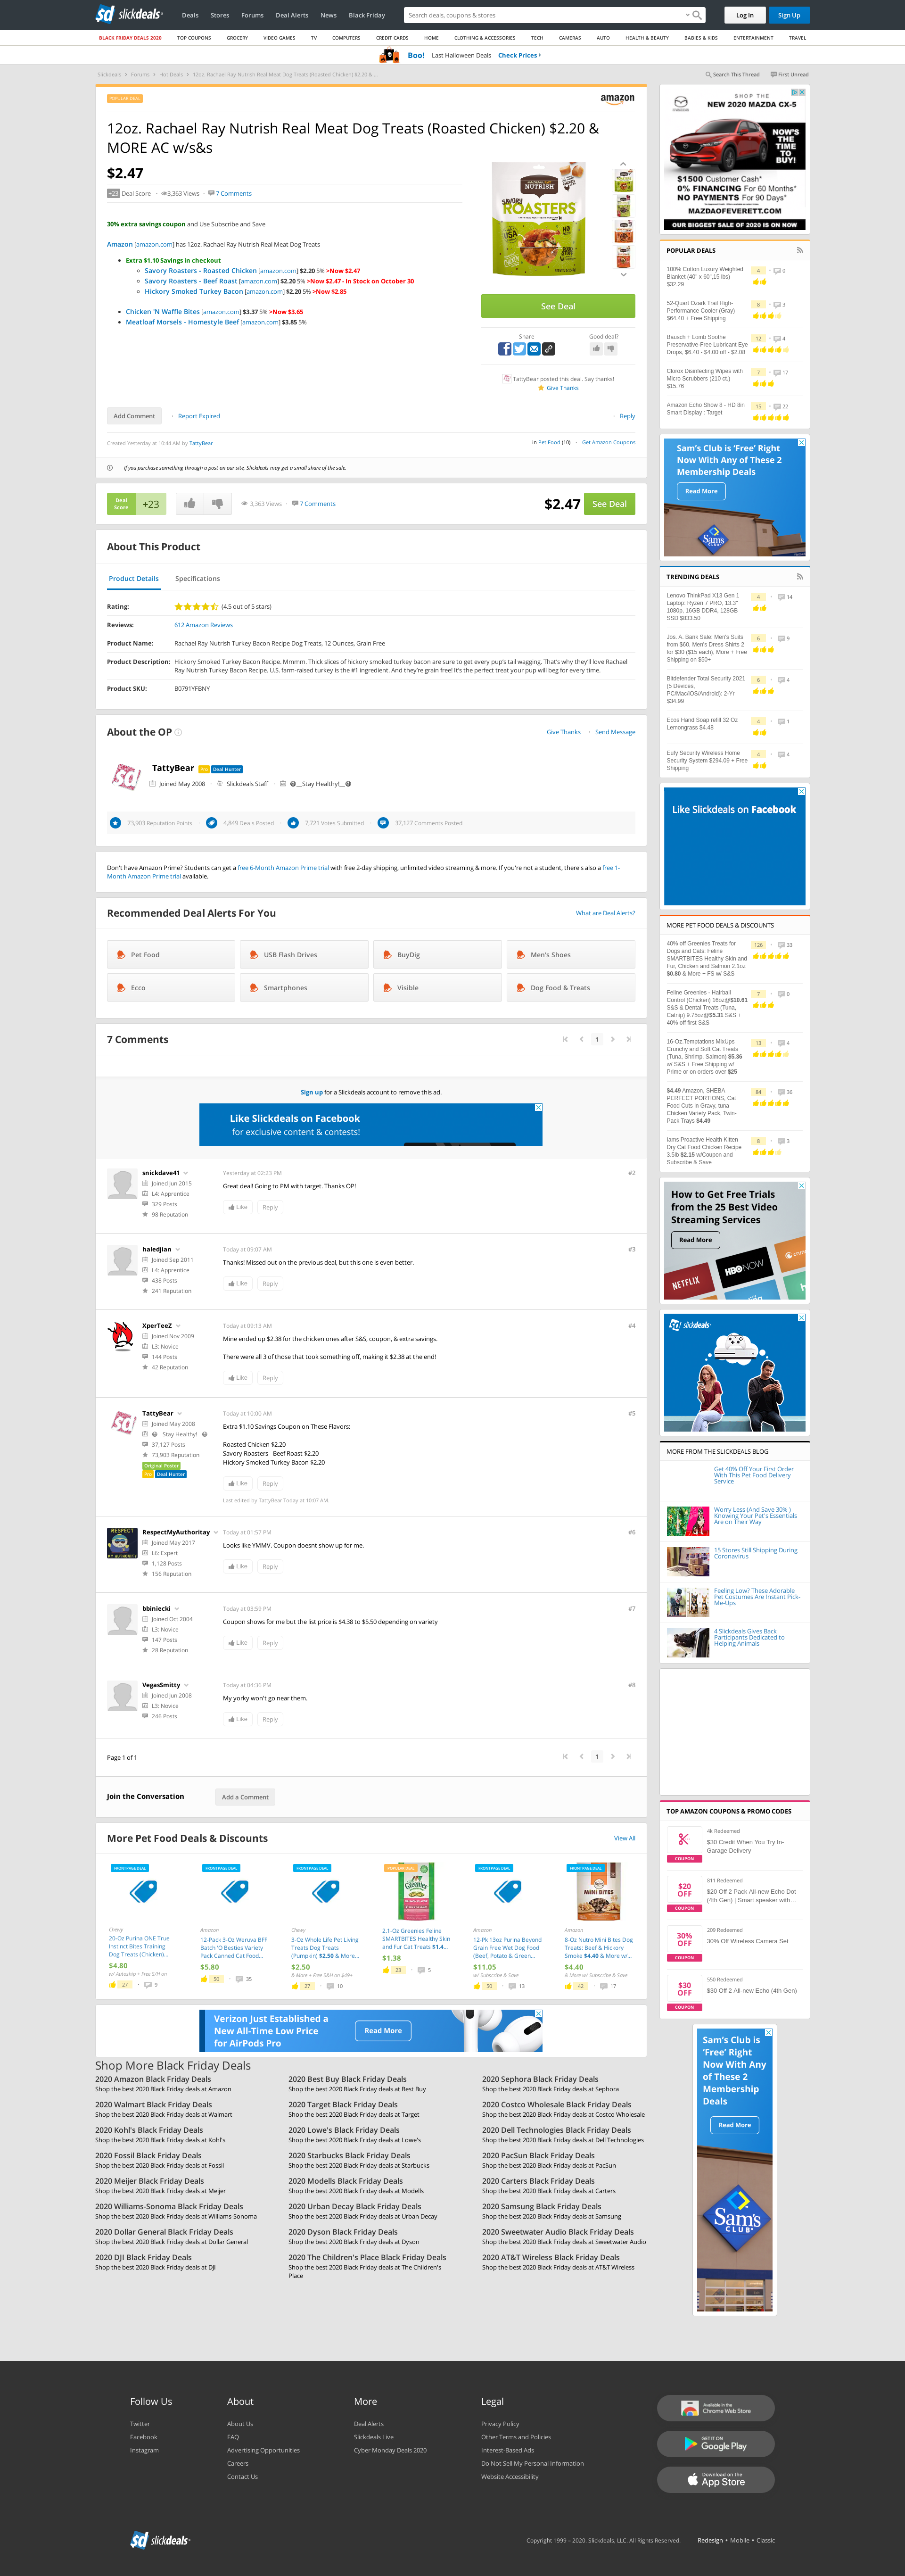 slickdeals
Deals Stores Forums Deal Alerts News Black Friday
Search deals, coupons & stores
Log In Sign Up
BLACK FRIDAY DEALS 2020 TOP COUPONS GROCERY VIDEO GAMES TV COMPUTERS CREDIT CARDS HOME CLOTHING & ACCESSORIES TECH CAMERAS AUTO HEALTH & BEAUTY BABIES & KIDS ENTERTAINMENT TRAVEL
Boo! Last Halloween Deals Check Prices
Slickdeals Forums Hot Deals 12oz. Rachael Ray Nutrish Real Meat Dog Treats (Roasted Chicken) $2.20 & ...
Search This Thread First Unread
POPULAR DEAL
amazon
12oz. Rachael Ray Nutrish Real Meat Dog Treats (Roasted Chicken) $2.20 &
MORE AC w/s&s
$2.47
+23 Deal Score 3,363 Views 7 Comments
30% extra savings coupon and Use Subscribe and Save
Amazon [amazon.com] has 12oz. Rachael Ray Nutrish Real Meat Dog Treats
Extra $1.10 Savings in checkout
Savory Roasters - Roasted Chicken [amazon.com] $2.20 5% >Now $2.47
Savory Roasters - Beef Roast [amazon.com] $2.20 5% >Now $2.47 - In Stock on October 30
Hickory Smoked Turkey Bacon [amazon.com] $2.20 5% >Now $2.85
Chicken 'N Waffle Bites [amazon.com] $3.37 5% >Now $3.65
Meatloaf Morsels - Homestyle Beef [amazon.com] $3.85 5%
NUTRISH
SAVORY
ROASTERS
See Deal
Share Good deal?
TattyBear posted this deal. Say thanks!
Give Thanks
Add Comment Report Expired Reply
Created Yesterday at 10:44 AM by TattyBear
in Pet Food (10) Get Amazon Coupons
If you purchase something through a post on our site, Slickdeals may get a small share of the sale.
Deal
Score
+23
3,363 Views 7 Comments
$2.47 See Deal
About This Product
Product Details Specifications
Rating: (4.5 out of 5 stars)
Reviews: 612 Amazon Reviews
Product Name: Rachael Ray Nutrish Turkey Bacon Recipe Dog Treats, 12 Ounces, Grain Free
Product Description: Hickory Smoked Turkey Bacon Recipe. Mmmm. Thick slices of hickory smoked turkey bacon are sure to get every pup's tail wagging. That's why they'll love Rachael
Ray Nutrish Turkey Bacon Recipe. U.S. farm-raised turkey is the #1 ingredient. And they're grain free! It's the perfect treat your pup will beg for every time.
Product SKU: B0791YFBNY
About the OP
Give Thanks Send Message
TattyBear Pro Deal Hunter
Joined May 2008 Slickdeals Staff @__Stay Healthy!__@
73,903 Reputation Points 4,849 Deals Posted 7,721 Votes Submitted 37,127 Comments Posted
Don't have Amazon Prime? Students can get a free 6-Month Amazon Prime trial with free 2-day shipping, unlimited video streaming & more. If you're not a student, there's also a free 1-
Month Amazon Prime trial available.
Recommended Deal Alerts For You
What are Deal Alerts?
Pet Food USB Flash Drives BuyDig Men's Shoes
Ecco Smartphones Visible Dog Food & Treats
7 Comments
1
Sign up for a Slickdeals account to remove this ad.
Like Slickdeals on Facebook
for exclusive content & contests!
snickdave41
Joined Jun 2015
L4: Apprentice
329 Posts
98 Reputation
Yesterday at 02:23 PM
#2
Great deal! Going to PM with target. Thanks OP!
Like Reply
haledjian
Joined Sep 2011
L4: Apprentice
438 Posts
241 Reputation
Today at 09:07 AM
#3
Thanks! Missed out on the previous deal, but this one is even better.
Like Reply
XperTeeZ
Joined Nov 2009
L3: Novice
144 Posts
42 Reputation
Today at 09:13 AM
#4
Mine ended up $2.38 for the chicken ones after S&S, coupon, & extra savings.
There were all 3 of those that took something off, making it $2.38 at the end!
Like Reply
TattyBear
Joined May 2008
@__Stay Healthy!__@
37,127 Posts
73,903 Reputation
Original Poster
Pro Deal Hunter
Today at 10:00 AM
#5
Extra $1.10 Savings Coupon on These Flavors:
Roasted Chicken $2.20
Savory Roasters - Beef Roast $2.20
Hickory Smoked Turkey Bacon $2.20
Like Reply
Last edited by TattyBear Today at 10:07 AM.
RespectMyAuthoritay
RESPECT
MY AUTHORITY
Joined May 2017
L6: Expert
1,128 Posts
156 Reputation
Today at 01:57 PM
#6
Looks like YMMV. Coupon doesnt show up for me.
Like Reply
bbiniecki
Joined Oct 2004
L3: Novice
147 Posts
28 Reputation
Today at 03:53 PM
#7
Coupon shows for me but the list price is $4.38 to $5.50 depending on variety
Like Reply
VegasSmitty
Joined Jun 2008
L3: Novice
246 Posts
Today at 04:36 PM
#8
My yorky won't go near them.
Like Reply
Page 1 of 1
1
Join the Conversation Add a Comment
More Pet Food Deals & Discounts
View All
FRONTPAGE DEAL
Chewy
20-Oz Purina ONE True
Instinct Bites Training
Dog Treats (Chicken)...
$4.80
w/ Autoship + Free S/H on
27 9
FRONTPAGE DEAL
Amazon
12-Pack 3-Oz Weruva BFF
Batch 'O Besties Variety
Pack Canned Cat Food...
$5.80
50 35
FRONTPAGE DEAL
Chewy
3-Oz Whole Life Pet Living
Treats Dog Treats
(Pumpkin) $2.50 & More...
$2.50
& More + Free S&H on $49+
27 10
POPULAR DEAL
Greenies
2.1-Oz Greenies Feline
SMARTBITES Healthy Skin
and Fur Cat Treats $1.4...
$1.38
23 5
FRONTPAGE DEAL
Amazon
12-Pk 13oz Purina Beyond
Grain Free Wet Dog Food
(Beef, Potato & Green...
$11.05
w/ Subscribe & Save
50 13
FRONTPAGE DEAL
MiNi BiTES
Amazon
8-Oz Nutro Mini Bites Dog
Treats: Beef & Hickory
Smoke $4.40 & More w/...
$4.40
& More w/ Subscribe & Save
42 17
Verizon Just Established a
New All-Time Low Price
for AirPods Pro
Read More
Shop More Black Friday Deals
2020 Amazon Black Friday Deals
Shop the best 2020 Black Friday deals at Amazon
2020 Best Buy Black Friday Deals
Shop the best 2020 Black Friday deals at Best Buy
2020 Sephora Black Friday Deals
Shop the best 2020 Black Friday deals at Sephora
2020 Walmart Black Friday Deals
Shop the best 2020 Black Friday deals at Walmart
2020 Target Black Friday Deals
Shop the best 2020 Black Friday deals at Target
2020 Costco Wholesale Black Friday Deals
Shop the best 2020 Black Friday deals at Costco Wholesale
2020 Kohl's Black Friday Deals
Shop the best 2020 Black Friday deals at Kohl's
2020 Lowe's Black Friday Deals
Shop the best 2020 Black Friday deals at Lowe's
2020 Dell Technologies Black Friday Deals
Shop the best 2020 Black Friday deals at Dell Technologies
2020 Fossil Black Friday Deals
Shop the best 2020 Black Friday deals at Fossil
2020 Starbucks Black Friday Deals
Shop the best 2020 Black Friday deals at Starbucks
2020 PacSun Black Friday Deals
Shop the best 2020 Black Friday deals at PacSun
2020 Meijer Black Friday Deals
Shop the best 2020 Black Friday deals at Meijer
2020 Modells Black Friday Deals
Shop the best 2020 Black Friday deals at Modells
2020 Carters Black Friday Deals
Shop the best 2020 Black Friday deals at Carters
2020 Williams-Sonoma Black Friday Deals
Shop the best 2020 Black Friday deals at Williams-Sonoma
2020 Urban Decay Black Friday Deals
Shop the best 2020 Black Friday deals at Urban Decay
2020 Samsung Black Friday Deals
Shop the best 2020 Black Friday deals at Samsung
2020 Dollar General Black Friday Deals
Shop the best 2020 Black Friday deals at Dollar General
2020 Dyson Black Friday Deals
Shop the best 2020 Black Friday deals at Dyson
2020 Sweetwater Audio Black Friday Deals
Shop the best 2020 Black Friday deals at Sweetwater Audio
2020 DJI Black Friday Deals
Shop the best 2020 Black Friday deals at DJI
2020 The Children's Place Black Friday Deals
Shop the best 2020 Black Friday deals at The Children's
Place
2020 AT&T Wireless Black Friday Deals
Shop the best 2020 Black Friday deals at AT&T Wireless
SHOP THE
NEW 2020 MAZDA CX-5
NOW'S
THE
TIME
TO
BUY!
$1500 Customer Cash*
0% FINANCING For 60 Months*
NO PAYMENTS For 90 Days*
MAZDAOFEVERETT.COM
OUR BIGGEST SALE OF 2020 IS ON NOW
POPULAR DEALS
100% Cotton Luxury Weighted
Blanket (40" x 60",15 lbs)
$32.29
4 0
52-Quart Ozark Trail High-
Performance Cooler (Gray)
$64.40 + Free Shipping
8 3
Bausch + Lomb Soothe
Preservative-Free Lubricant Eye
Drops, $6.40 - $4.00 off - $2.08
12 4
Clorox Disinfecting Wipes with
Micro Scrubbers (210 ct.)
$15.76
7 17
Amazon Echo Show 8 - HD 8in
Smart Display : Target
15 22
Sam's Club is 'Free' Right
Now With Any of These 2
Membership Deals
Read More
TRENDING DEALS
Lenovo ThinkPad X13 Gen 1
Laptop: Ryzen 7 PRO, 13.3"
1080p, 16GB DDR4, 128GB
SSD $833.50
4 14
Jos. A. Bank Sale: Men's Suits
from $60, Men's Dress Shirts 2
for $30 ($15 each), More + Free
Shipping on $50+
6 9
Bitdefender Total Security 2021
(5 Devices,
PC/Mac/iOS/Android): 2-Yr
$34.99
6 4
Ecos Hand Soap refill 32 Oz
Lemongrass $4.48
4 1
Eufy Security Wireless Home
Security System $294.09 + Free
Shipping
4 4
Like Slickdeals on Facebook
MORE PET FOOD DEALS & DISCOUNTS
40% off Greenies Treats for
Dogs and Cats: Feline
SMARTBITES Healthy Skin and
Fur, Chicken and Salmon 2.1oz
$0.80 & More + FS w/ S&S
126 33
Feline Greenies - Hairball
Control (Chicken) 16oz@$10.61
S&S & Dental Treats (Tuna,
Catnip) 9.75oz@$5.31 S&S +
40% off first S&S
7 0
16-Oz.Temptations MixUps
Crunchy and Soft Cat Treats
(Tuna, Shrimp, Salmon) $5.36
w/ S&S + Free Shipping w/
Prime or on orders over $25
13 4
$4.49 Amazon, SHEBA
PERFECT PORTIONS, Cat
Food Cuts in Gravy, tuna
Chicken Variety Pack, Twin-
Pack Trays $4.49
84 36
Iams Proactive Health Kitten
Dry Cat Food Chicken Recipe
3.5lb $2.15 w/Coupon and
Subscribe & Save
8 3
How to Get Free Trials
from the 25 Best Video
Streaming Services
Read More
NETFLIX HBO NOW
slickdeals
MORE FROM THE SLICKDEALS BLOG
Get 40% Off Your First Order
With This Pet Food Delivery
Service
Worry Less (And Save 30% )
Knowing Your Pet's Essentials
Are on Their Way
15 Stores Still Shipping During
Coronavirus
Feeling Low? These Adorable
Pet Costumes Are Instant Pick-
Me-Ups
4 Slickdeals Gives Back
Participants Dedicated to
Helping Animals
TOP AMAZON COUPONS & PROMO CODES
COUPON
4k Redeemed
$30 Credit When You Try In-
Garage Delivery
$20
OFF
COUPON
811 Redeemed
$20 Off 2 Pack All-new Echo Dot
(4th Gen) | Smart speaker with...
30%
OFF
COUPON
209 Redeemed
30% Off Wireless Camera Set
$30
OFF
COUPON
550 Redeemed
$30 Off 2 All-new Echo (4th Gen)
Sam's Club is
'Free' Right
Now With Any
of These 2
Membership
Deals
Read More
Sam's
CLUB
Follow Us
Twitter
Facebook
Instagram
About
About Us
FAQ
Advertising Opportunities
Careers
Contact Us
More
Deal Alerts
Slickdeals Live
Cyber Monday Deals 2020
Legal
Privacy Policy
Other Terms and Policies
Interest-Based Ads
Do Not Sell My Personal Information
Website Accessibility
Available in the
Chrome Web Store
GET IT ON
Google Play
Download on the
App Store
slickdeals
Copyright 1999 - 2020. Slickdeals, LLC. All Rights Reserved.
Redesign • Mobile • Classic